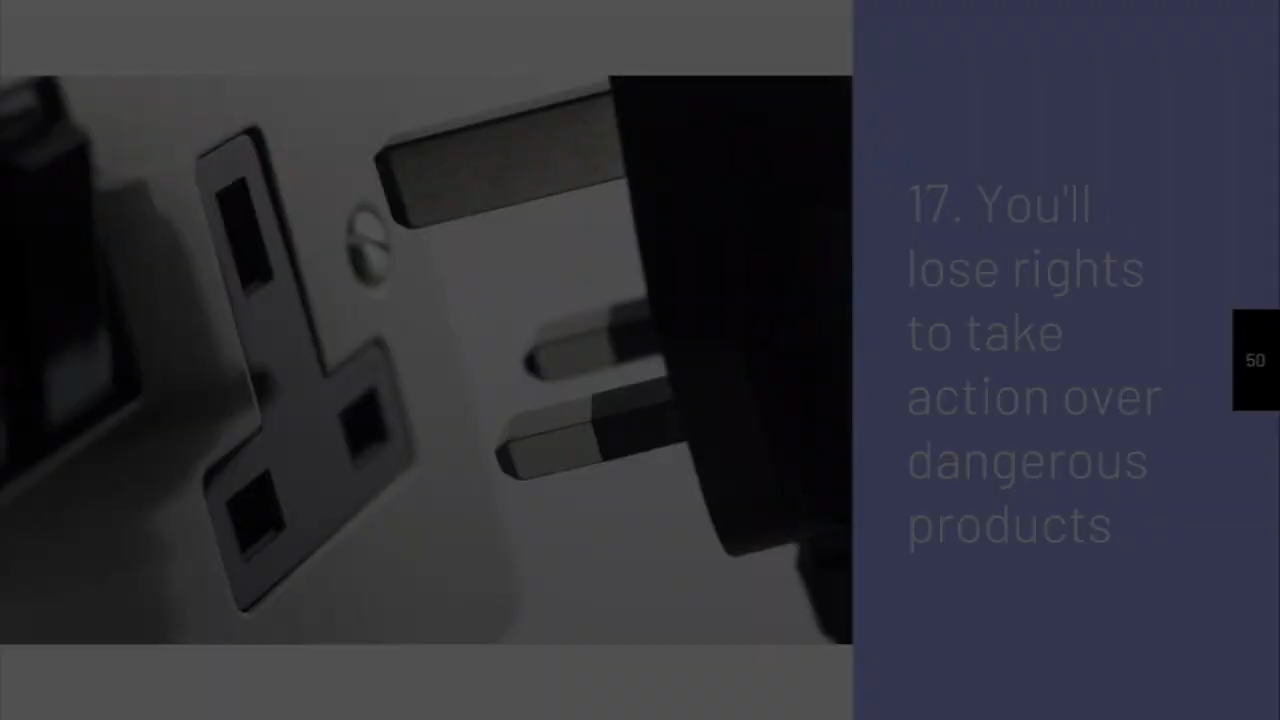 17. You'll
lose rights
to take
action over
dangerous
products
50